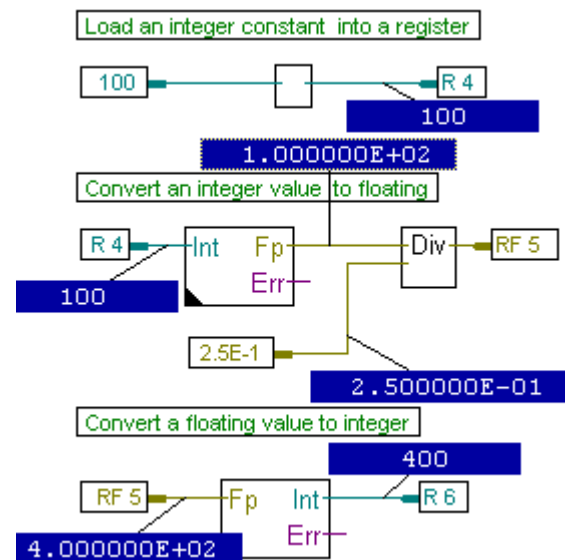 Load an integer constant into a register
100 R 4
100
1.000000E+02
Convert an integer value to floating
R 4 Int Fp Div RF 5
Err
100
2.5E-1
2.500000E-01
Convert a floating value to integer
400
RF 5 Fp Int R 6
Err
4.000000E+02